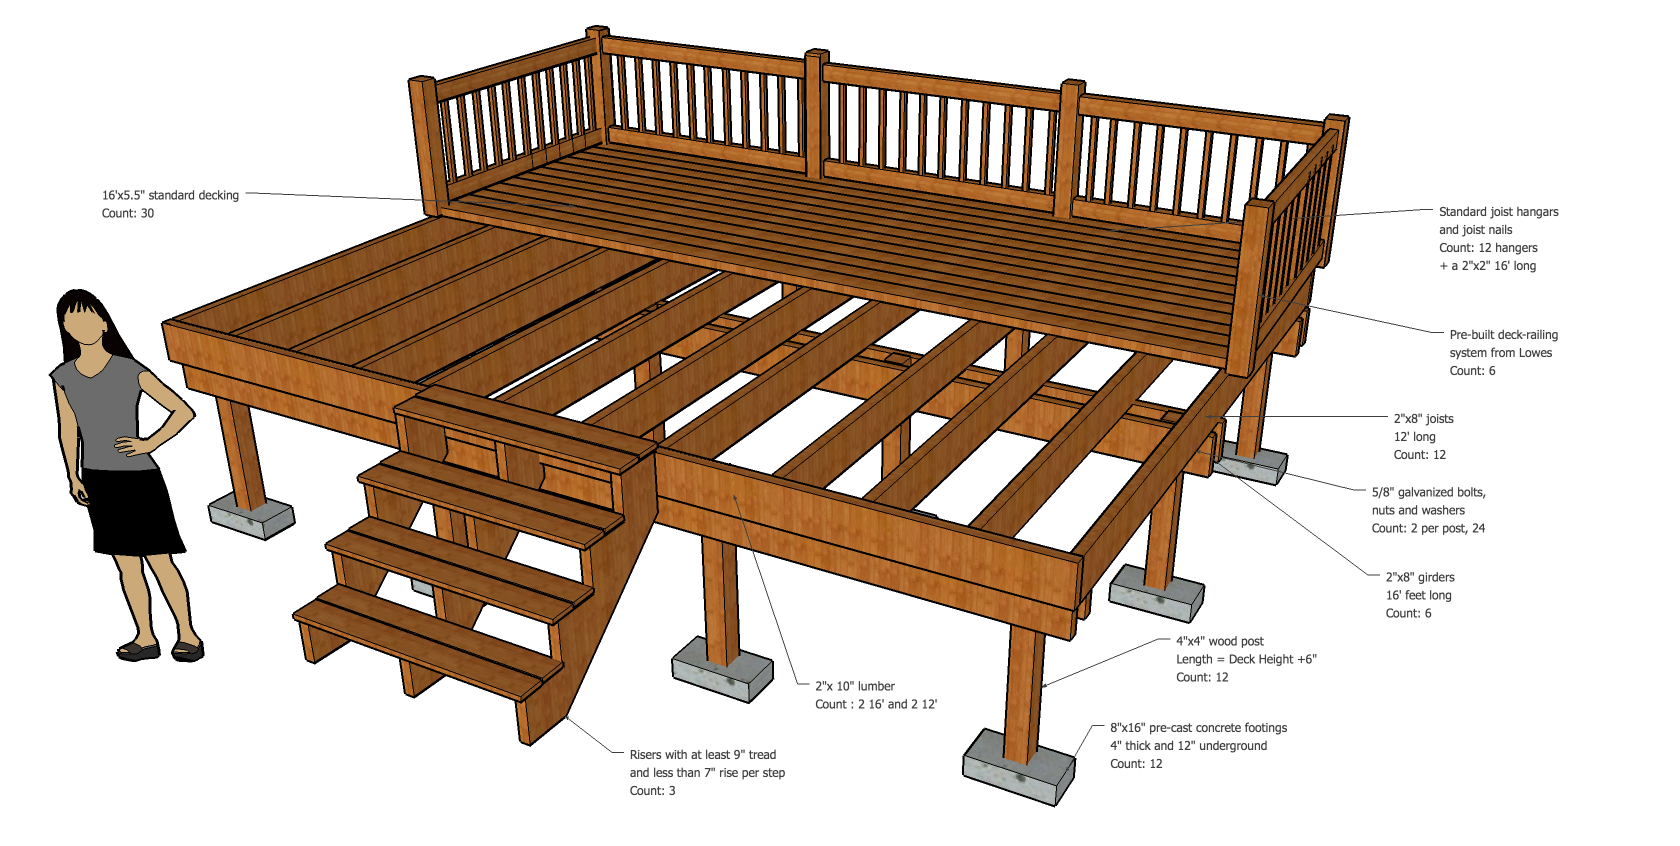 16'x5.5" standard decking
Count: 30
Standard joist hangars
and joist nails
Count: 12 hangers
+ a 2"x2" 16' long
Pre-built deck-railing
system from Lowes
Count: 6
2"x8" joists
12' long
Count: 12
5/8" galvanized bolts,
nuts and washers
Count: 2 per post, 24
2"x8" girders
16' feet long
Count: 6
4"x4" wood post
Length = Deck Height +6"
Count: 12
2"x 10" lumber
Count : 2 16' and 2 12'
8"x16" pre-cast concrete footings
4" thick and 12" underground
Count: 12
Risers with at least 9" tread
and less than 7" rise per step
Count: 3